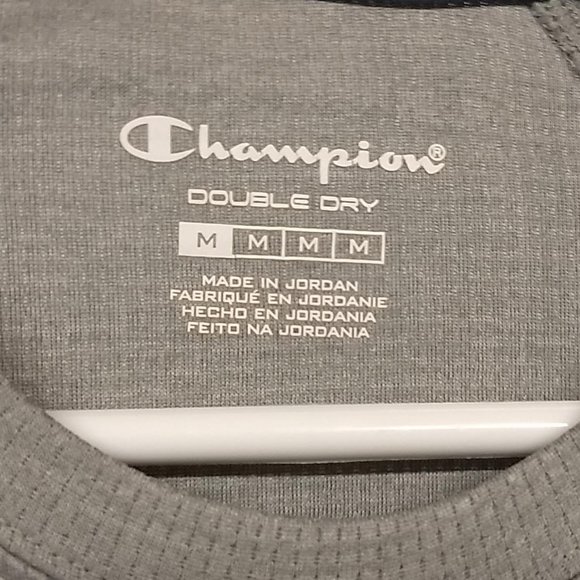 Champion®
DOUBLE DRY
M M M M
MADE IN JORDAN
FABRIQUÉ EN JORDANIE
HECHO EN JORDANIA
FEITO NA JORDANIA